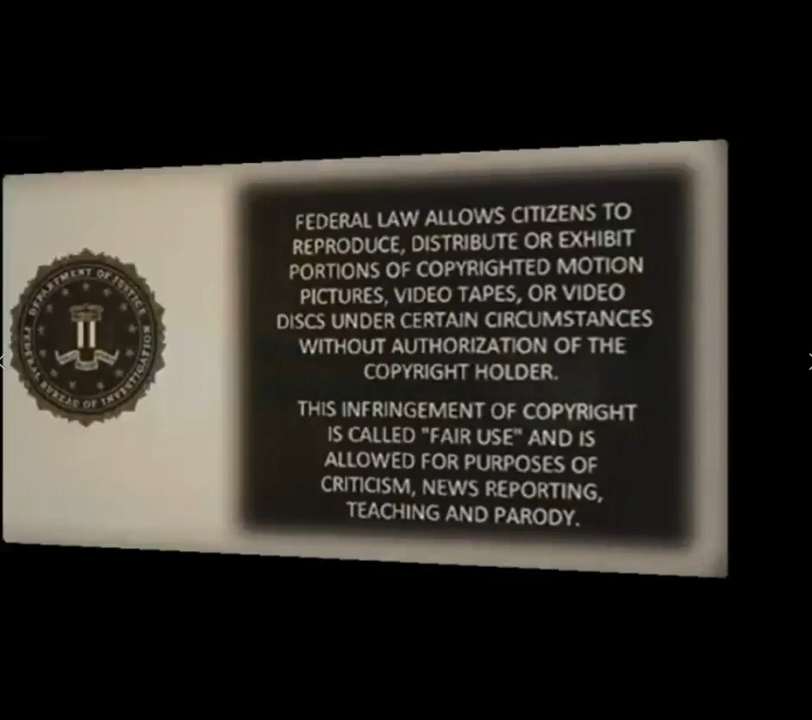 DEPARTMENT OF JUSTICE
FEDERAL BUREAU OF INVESTIGATION
FEDERAL LAW ALLOWS CITIZENS TO
REPRODUCE, DISTRIBUTE OR EXHIBIT
PORTIONS OF COPYRIGHTED MOTION
PICTURES, VIDEO TAPES, OR VIDEO
DISCS UNDER CERTAIN CIRCUMSTANCES
WITHOUT AUTHORIZATION OF THE
COPYRIGHT HOLDER.
THIS INFRINGEMENT OF COPYRIGHT
IS CALLED "FAIR USE" AND IS
ALLOWED FOR PURPOSES OF
CRITICISM, NEWS REPORTING,
TEACHING AND PARODY.